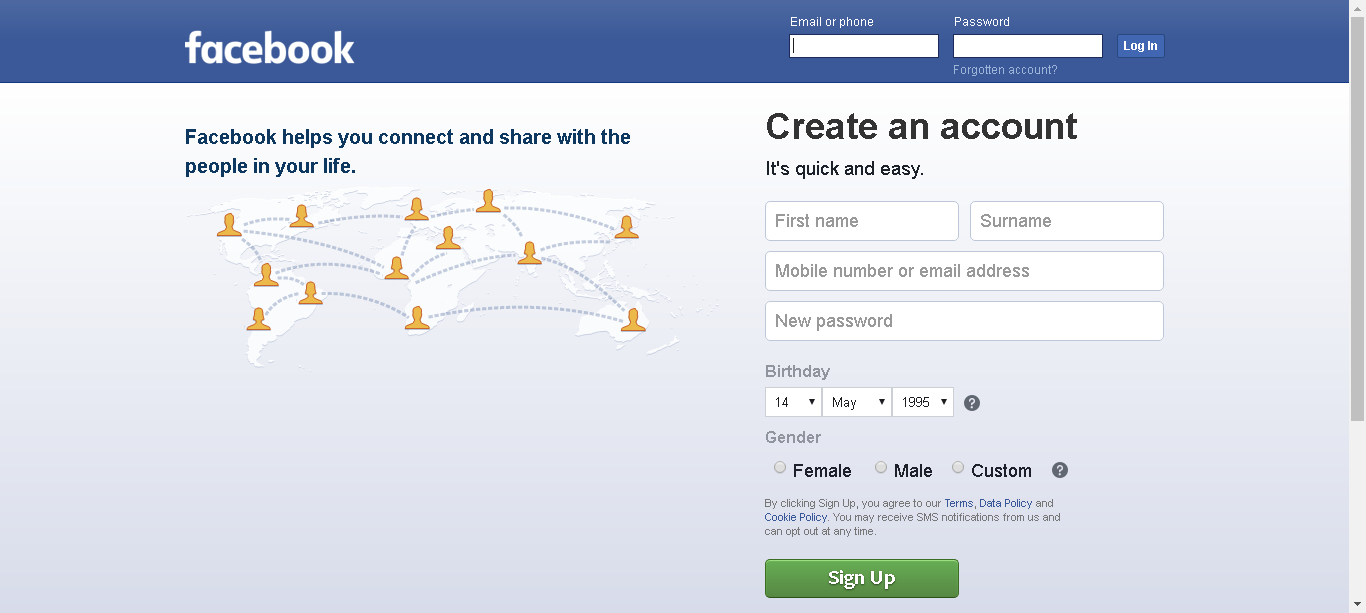 facebook
Email or phone
Password
Log In
Forgotten account?
Facebook helps you connect and share with the
people in your life.
Create an account
It's quick and easy.
First name
Surname
Mobile number or email address
New password
Birthday
14
May
1995
?
Gender
Female
Male
Custom
?
By clicking Sign Up, you agree to our Terms, Data Policy and
Cookie Policy. You may receive SMS notifications from us and
can opt out at any time.
Sign Up